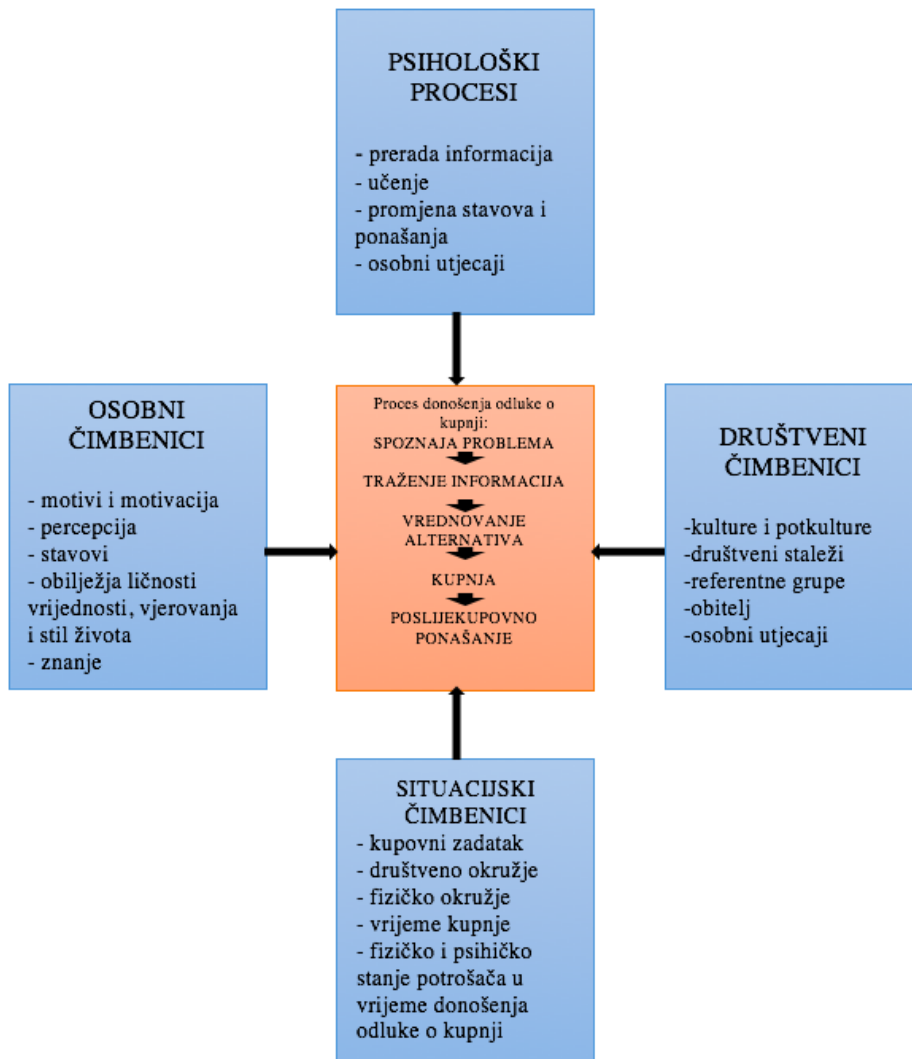 PSIHOLOŠKI
PROCESI
- prerada informacija
- učenje
- promjena stavova i
ponašanja
- osobni utjecaji
OSOBNI
ČIMBENICI
- motivi i motivacija
- percepcija
- stavovi
- obilježja ličnosti
vrijednosti, vjerovanja
i stil života
- znanje
Proces donošenja odluke o
kupnji:
SPOZNAJA PROBLEMA
TRAŽENJE INFORMACIJA
VREDNOVANJE
ALTERNATIVA
KUPNJA
POSLIJEKUPOVNO
PONAŠANJE
DRUŠTVENI
ČIMBENICI
-kulture i potkulture
-društveni staleži
-referentne grupe
-obitelj
-osobni utjecaji
SITUACIJSKI
ČIMBENICI
- kupovni zadatak
- društveno okružje
- fizičko okružje
- vrijeme kupnje
- fizičko i psihičko
stanje potrošača u
vrijeme donošenja
odluke o kupnji